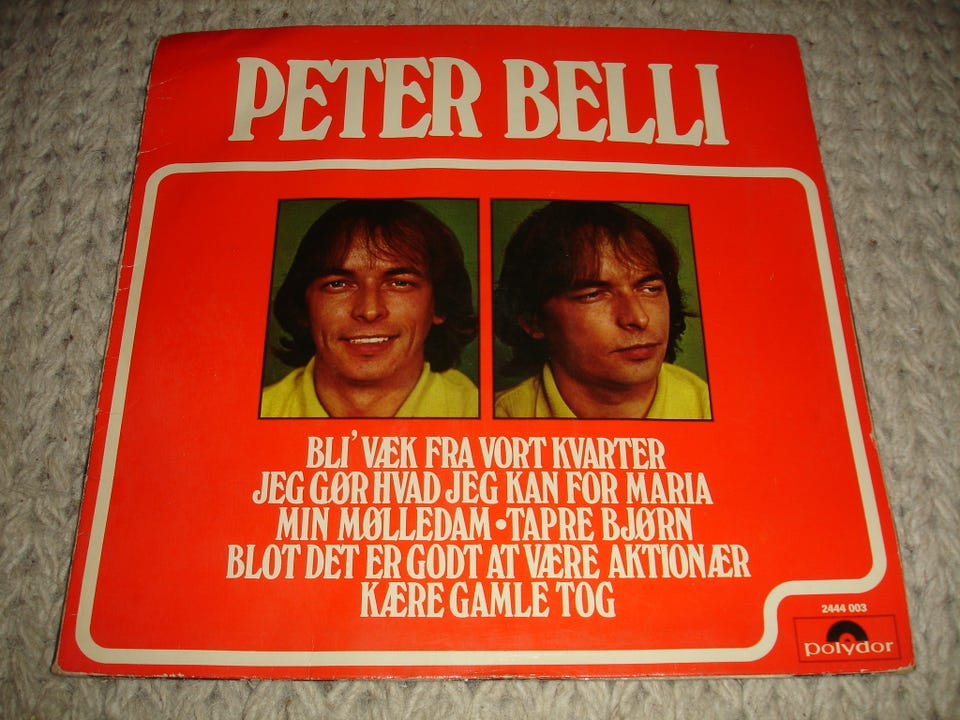 PETER BELLI
BLI' VÆK FRA VORT KVARTER
JEG GØR HVAD JEG KAN FOR MARIA
MIN MØLLEDAM • TAPRE BJØRN
BLOT DET ER GODT AT VÆRE AKTIONÆR
KÆRE GAMLE TOG
2444 003
polydor